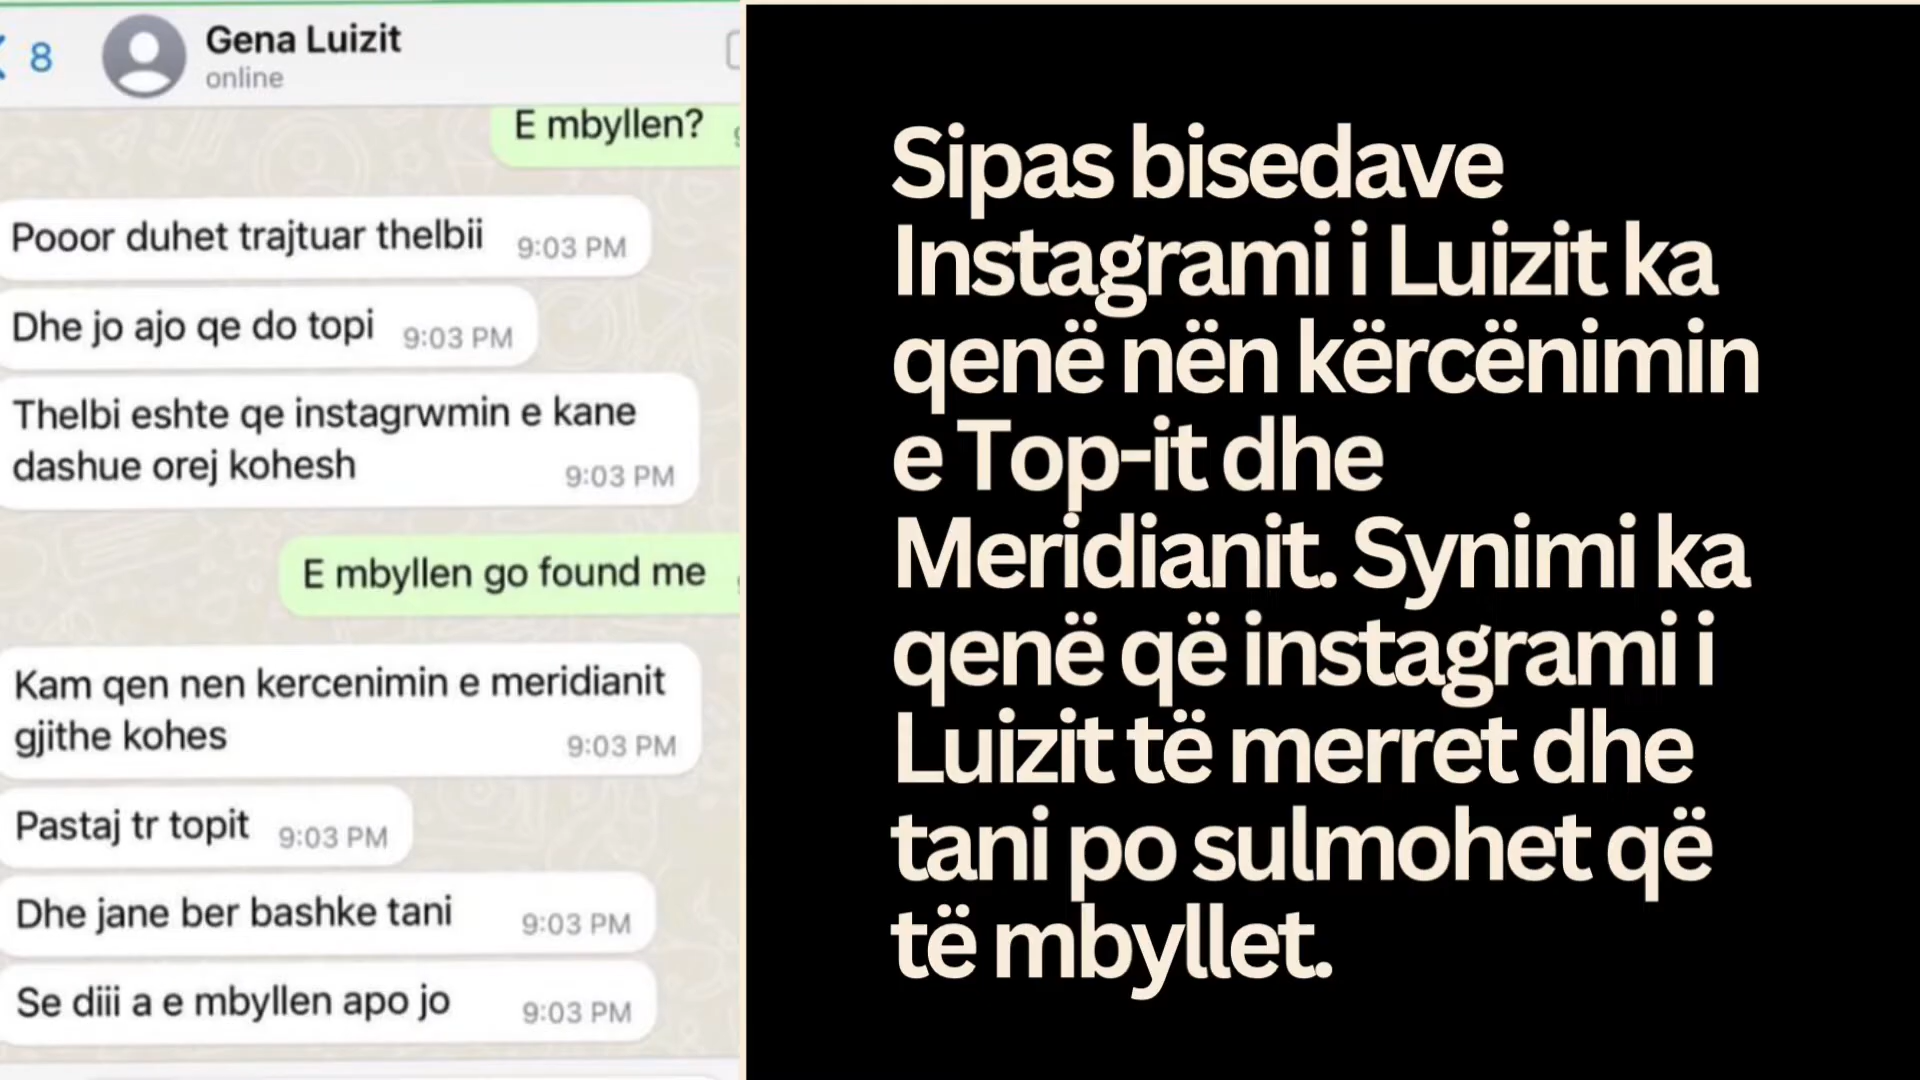 8
Gena Luizit
online
E mbyllen?
Pooor duhet trajtuar thelbii 9:03 PM
Dhe jo ajo qe do topi 9:03 PM
Thelbi eshte qe instagrwmin e kane
dashue orej kohesh 9:03 PM
E mbyllen go found me
Kam qen nen kercenimin e meridianit
gjithe kohes 9:03 PM
Pastaj tr topit 9:03 PM
Dhe jane ber bashke tani 9:03 PM
Se diii a e mbyllen apo jo 9:03 PM
Sipas bisedave
Instagrami i Luizit ka
qenë nën kërcënimin
e Top-it dhe
Meridianit. Synimi ka
qenë që instagrami i
Luizit të merret dhe
tani po sulmohet që
të mbyllet.